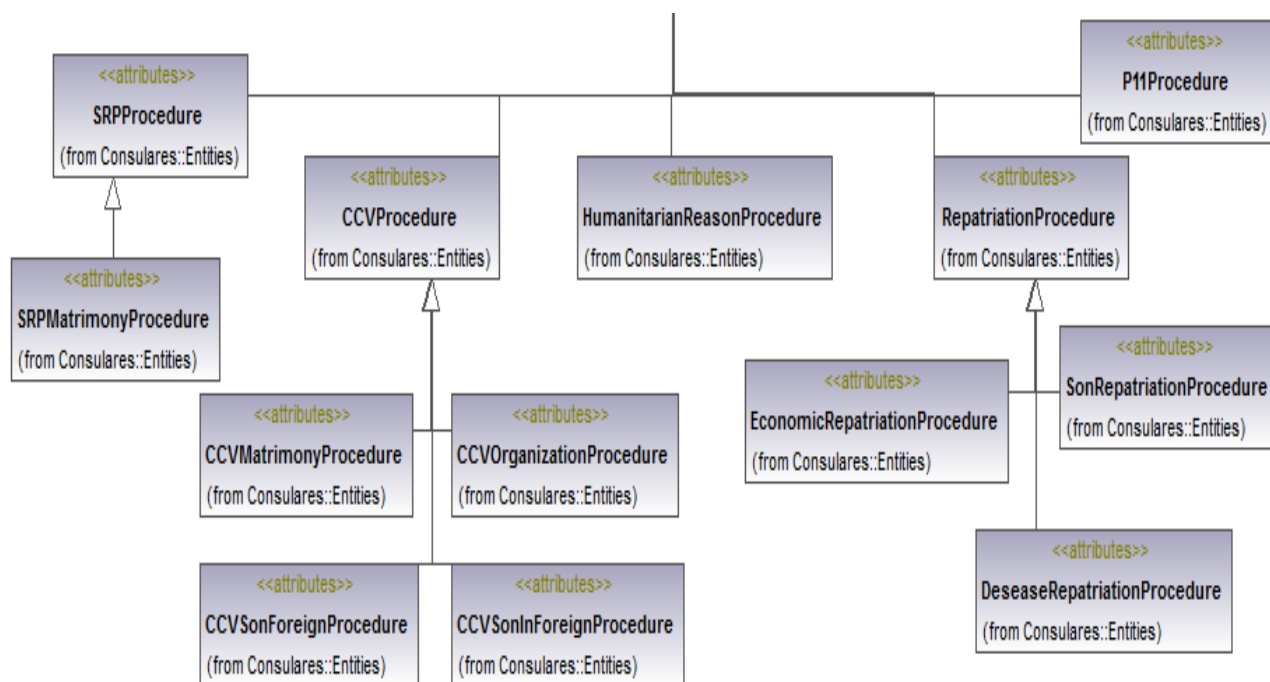 <<attributes>>
SRPProcedure
(from Consulares::Entities)
<<attributes>>
P11Procedure
(from Consulares::Entities)
<<attributes>>
CCVProcedure
(from Consulares::Entities)
<<attributes>>
HumanitarianReasonProcedure
(from Consulares::Entities)
<<attributes>>
RepatriationProcedure
(from Consulares::Entities)
<<attributes>>
SRPMatrimonyProcedure
(from Consulares::Entities)
<<attributes>>
CCVMatrimonyProcedure
(from Consulares::Entities)
<<attributes>>
CCVOrganizationProcedure
(from Consulares::Entities)
<<attributes>>
EconomicRepatriationProcedure
(from Consulares::Entities)
<<attributes>>
SonRepatriationProcedure
(from Consulares::Entities)
<<attributes>>
CCVSonForeignProcedure
(from Consulares::Entities)
<<attributes>>
CCVSonInForeignProcedure
(from Consulares::Entities)
<<attributes>>
DeseaseRepatriationProcedure
(from Consulares::Entities)